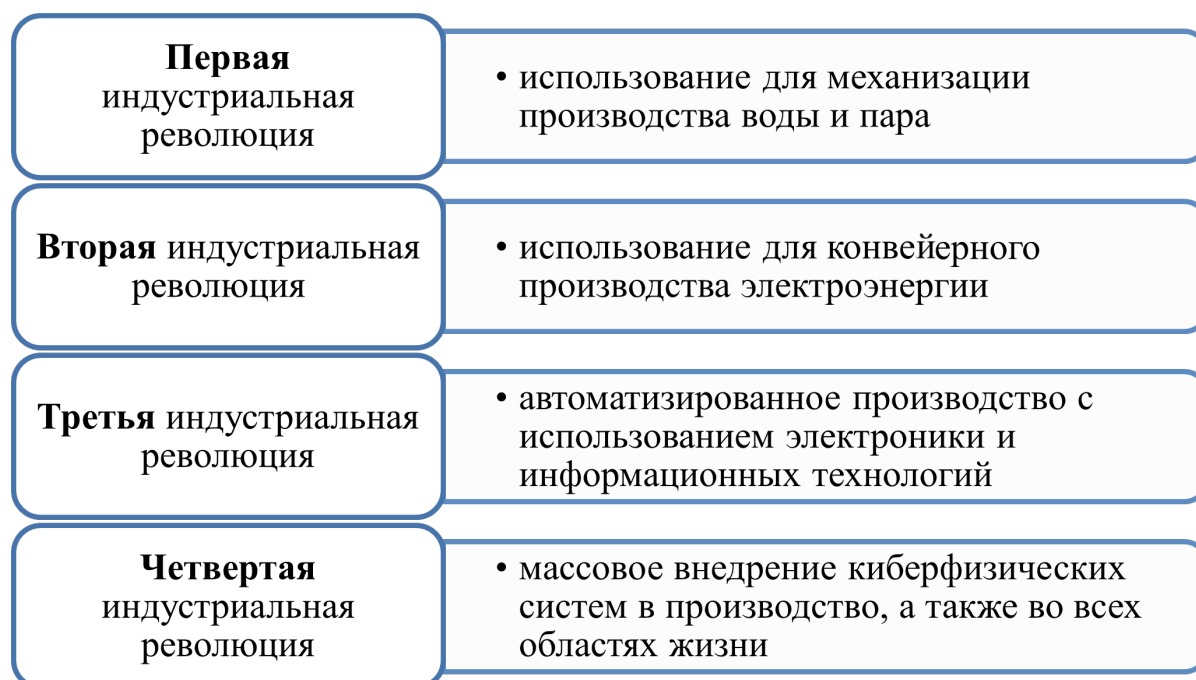 Первая
индустриальная
революция
• использование для механизации
производства воды и пара
Вторая индустриальная
революция
• использование для конвейерного
производства электроэнергии
Третья индустриальная
революция
• автоматизированное производство с
использованием электроники и
информационных технологий
Четвертая
индустриальная
революция
• массовое внедрение киберфизических
систем в производство, а также во всех
областях жизни